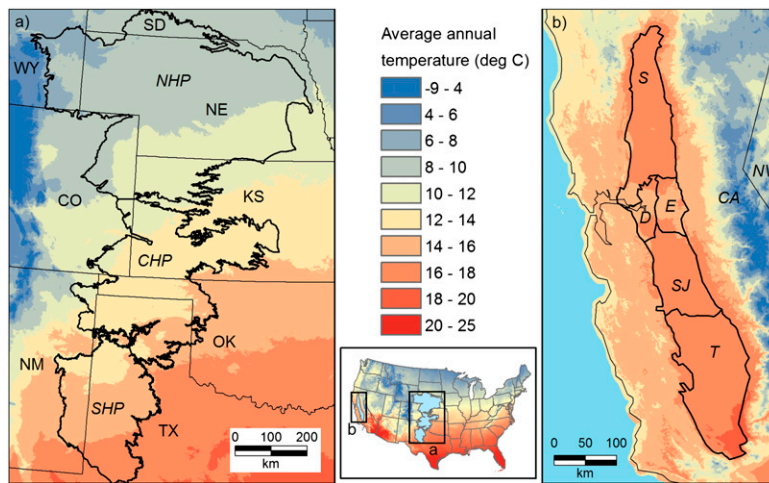 a)
SD
WY
NHP
NE
CO
KS
CHP
OK
NM
SHP
TX
0 100 200
km
Average annual
temperature (deg C)
-9 - 4
4 - 6
6 - 8
8 - 10
10 - 12
12 - 14
14 - 16
16 - 18
18 - 20
20 - 25
b
a
b)
S
NV
CA
D
E
SJ
T
0 50 100
km